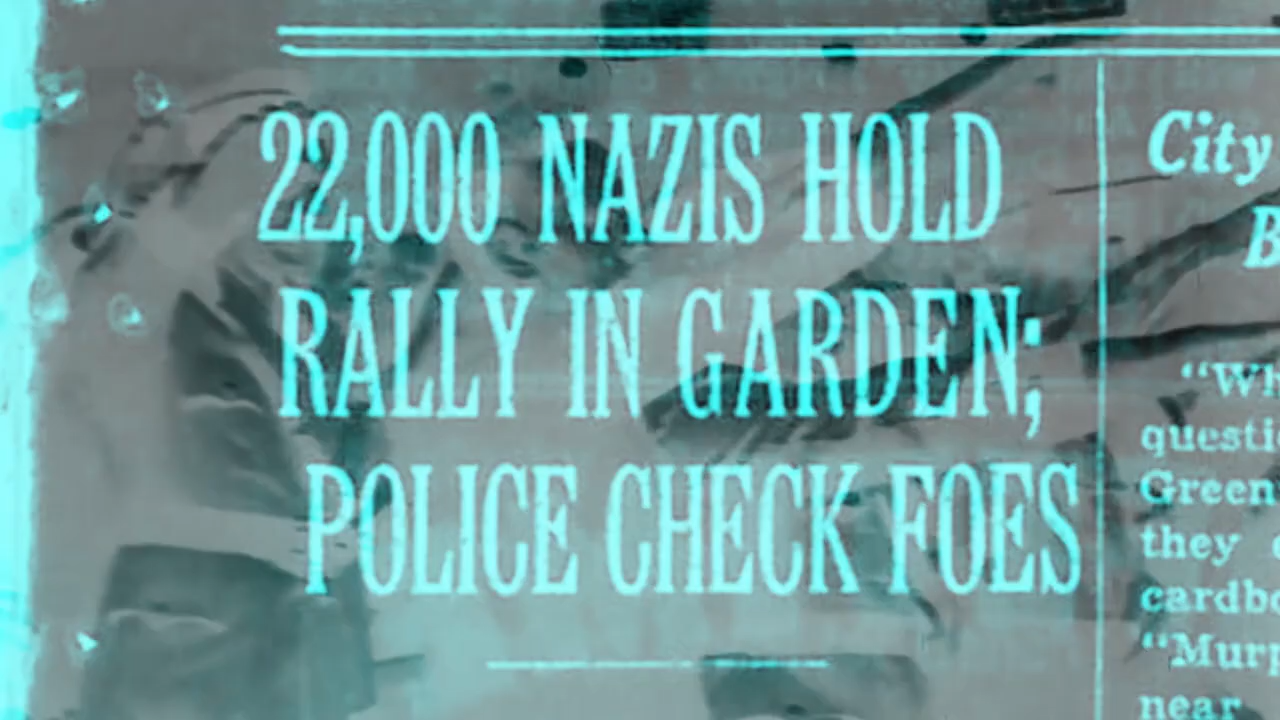 22,000 NAZIS HOLD
RALLY IN GARDEN;
POLICE CHECK FOES
City
B
"Wh
questi
Green
they
cardbo
"Murp
near